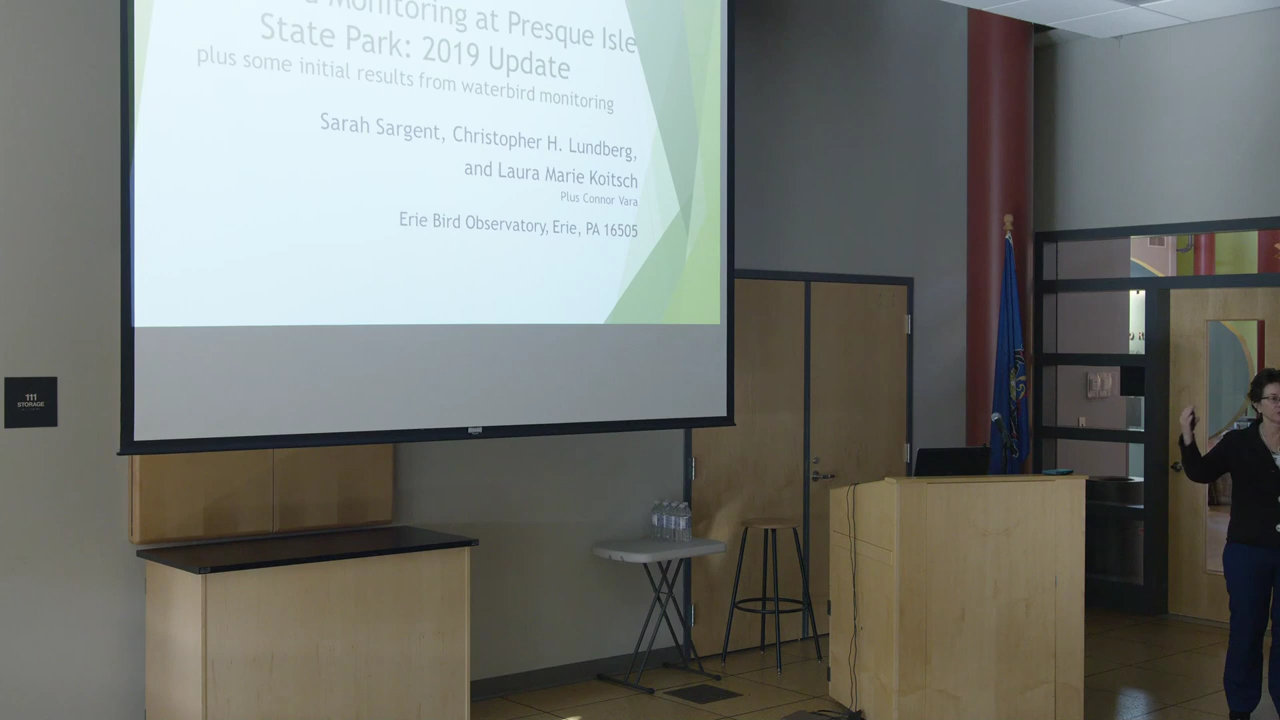 Monitoring at Presque Isle
State Park: 2019 Update
plus some initial results from waterbird monitoring
Sarah Sargent, Christopher H. Lundberg,
and Laura Marie Koitsch
Plus Connor Vara
Erie Bird Observatory, Erie, PA 16505
111
STORAGE